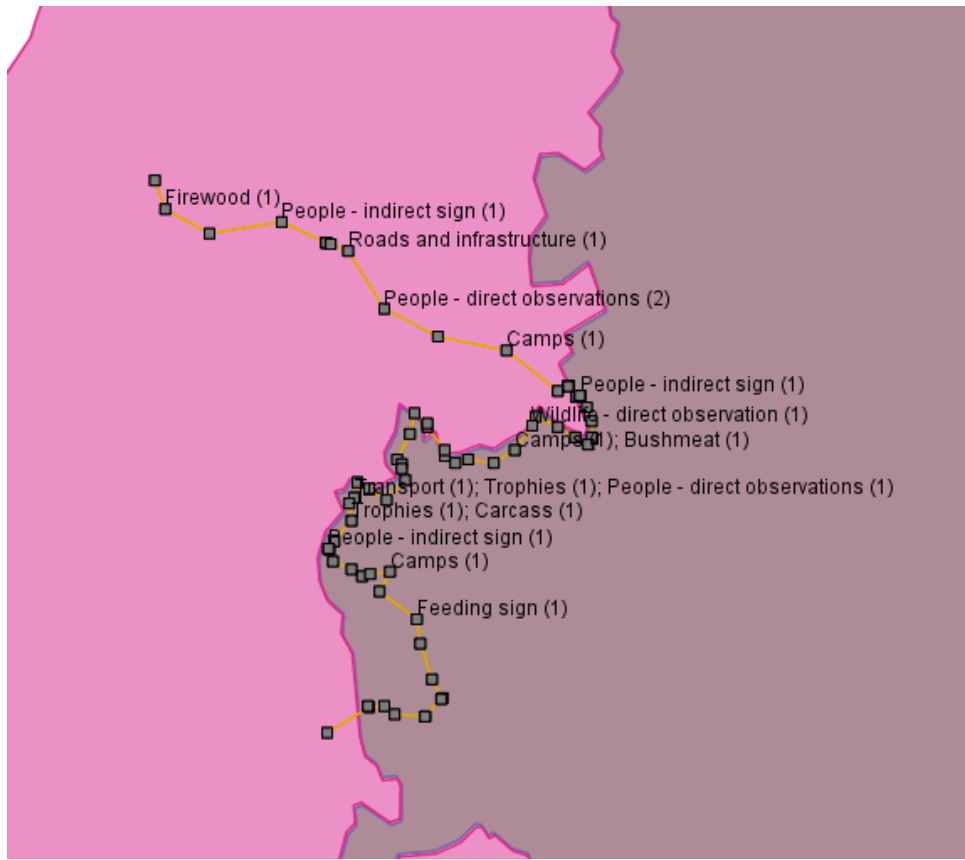 Firewood (1)
People - indirect sign (1)
Roads and infrastructure (1)
People - direct observations (2)
Camps (1)
People - indirect sign (1)
Wildlife - direct observation (1)
Camps (1); Bushmeat (1)
Transport (1); Trophies (1); People - direct observations (1)
Trophies (1); Carcass (1)
People - indirect sign (1)
Camps (1)
Feeding sign (1)